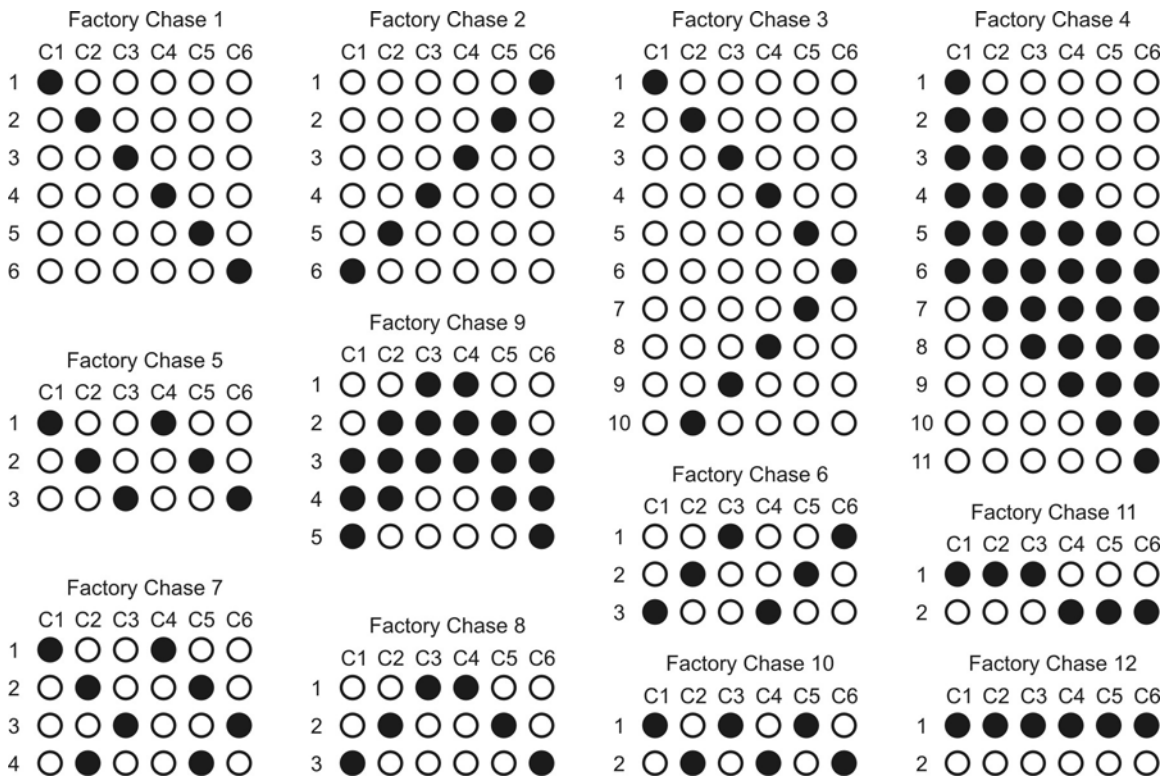 Factory Chase 1
C1 C2 C3 C4 C5 C6
1
2
3
4
5
6
Factory Chase 2
C1 C2 C3 C4 C5 C6
1
2
3
4
5
6
Factory Chase 3
C1 C2 C3 C4 C5 C6
1
2
3
4
5
6
7
8
9
10
Factory Chase 4
C1 C2 C3 C4 C5 C6
1
2
3
4
5
6
7
8
9
10
11
Factory Chase 5
C1 C2 C3 C4 C5 C6
1
2
3
Factory Chase 9
C1 C2 C3 C4 C5 C6
1
2
3
4
5
Factory Chase 6
C1 C2 C3 C4 C5 C6
1
2
3
Factory Chase 11
C1 C2 C3 C4 C5 C6
1
2
Factory Chase 7
C1 C2 C3 C4 C5 C6
1
2
3
4
Factory Chase 8
C1 C2 C3 C4 C5 C6
1
2
3
Factory Chase 10
C1 C2 C3 C4 C5 C6
1
2
Factory Chase 12
C1 C2 C3 C4 C5 C6
1
2